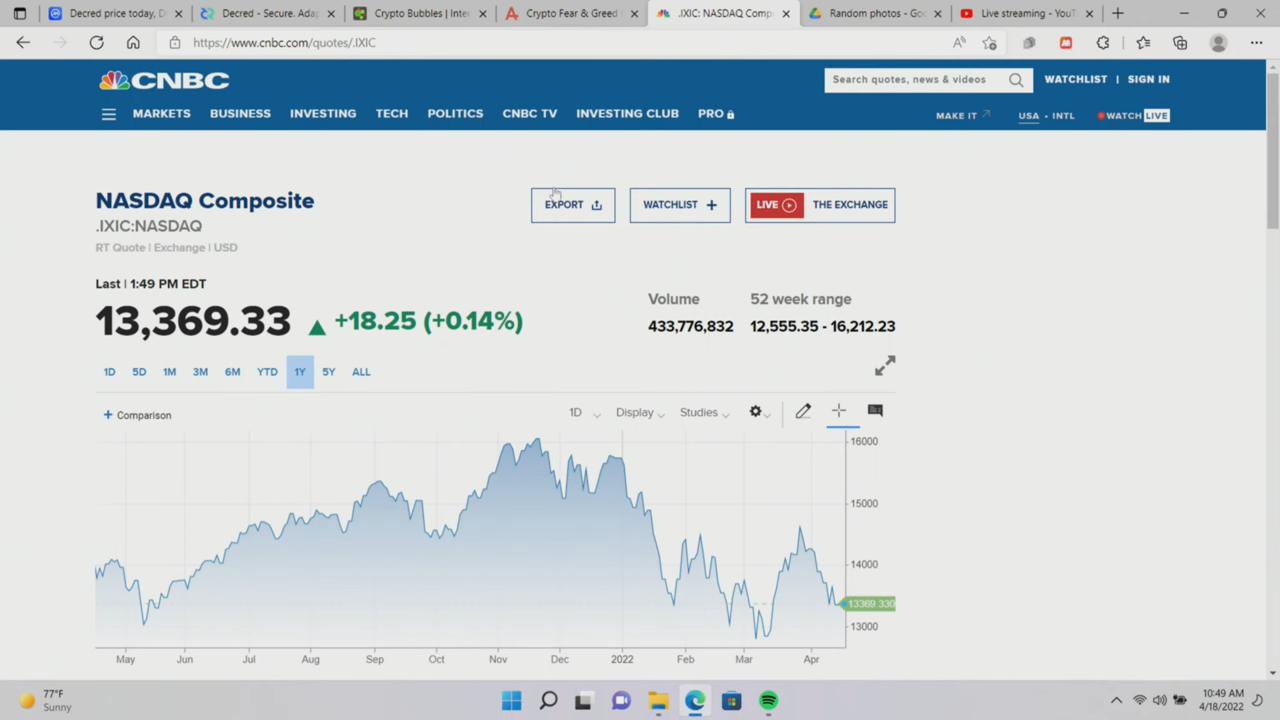 Decred price today, D
Decred - Secure. Ada
Crypto Bubbles | Inte
Crypto Fear & Greed
.IXIC: NASDAQ Comp
Random photos - Goo
Live streaming - YouT
https://www.cnbc.com/quotes/.IXIC
CNBC
Search quotes, news & videos
WATCHLIST | SIGN IN
MARKETS BUSINESS INVESTING TECH POLITICS CNBC TV INVESTING CLUB PRO
MAKE IT USA • INTL WATCH LIVE
NASDAQ Composite
EXPORT
WATCHLIST +
LIVE THE EXCHANGE
.IXIC:NASDAQ
RT Quote | Exchange | USD
Last | 1:49 PM EDT
Volume 52 week range
13,369.33 +18.25 (+0.14%)
433,776,832 12,555.35 - 16,212.23
1D 5D 1M 3M 6M YTD 1Y 5Y ALL
+ Comparison
1D Display Studies
16000
15000
14000
13369.330
13000
May Jun Jul Aug Sep Oct Nov Dec 2022 Feb Mar Apr
77°F
Sunny
10:49 AM
4/18/2022